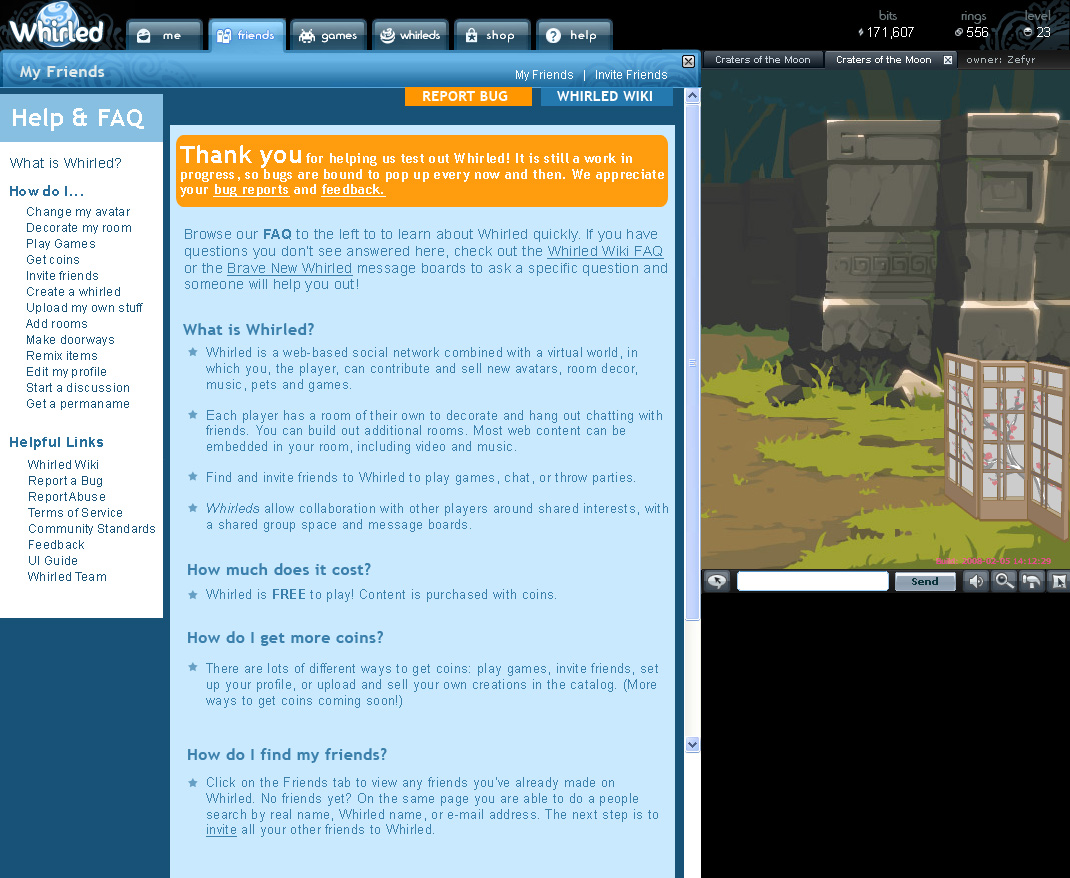 Whirled
me
friends
games
whirleds
shop
help
bits
171,607
rings
556
level
23
My Friends
My Friends | Invite Friends
Craters of the Moon
Craters of the Moon
owner: Zefyr
REPORT BUG
WHIRLED WIKI
Help & FAQ
What is Whirled?
How do I...
Change my avatar
Decorate my room
Play Games
Get coins
Invite friends
Create a whirled
Upload my own stuff
Add rooms
Make doorways
Remix items
Edit my profile
Start a discussion
Get a permaname
Helpful Links
Whirled Wiki
Report a Bug
Report Abuse
Terms of Service
Community Standards
Feedback
UI Guide
Whirled Team
Thank you for helping us test out Whirled! It is still a work in
progress, so bugs are bound to pop up every now and then. We appreciate
your bug reports and feedback.
Browse our FAQ to the left to to learn about Whirled quickly. If you have
questions you don't see answered here, check out the Whirled Wiki FAQ
or the Brave New Whirled message boards to ask a specific question and
someone will help you out!
What is Whirled?
Whirled is a web-based social network combined with a virtual world, in
which you, the player, can contribute and sell new avatars, room decor,
music, pets and games.
Each player has a room of their own to decorate and hang out chatting with
friends. You can build out additional rooms. Most web content can be
embedded in your room, including video and music.
Find and invite friends to Whirled to play games, chat, or throw parties.
Whirleds allow collaboration with other players around shared interests, with
a shared group space and message boards.
How much does it cost?
Whirled is FREE to play! Content is purchased with coins.
How do I get more coins?
There are lots of different ways to get coins: play games, invite friends, set
up your profile, or upload and sell your own creations in the catalog. (More
ways to get coins coming soon!)
How do I find my friends?
Click on the Friends tab to view any friends you've already made on
Whirled. No friends yet? On the same page you are able to do a people
search by real name, Whirled name, or e-mail address. The next step is to
invite all your other friends to Whirled.
Send